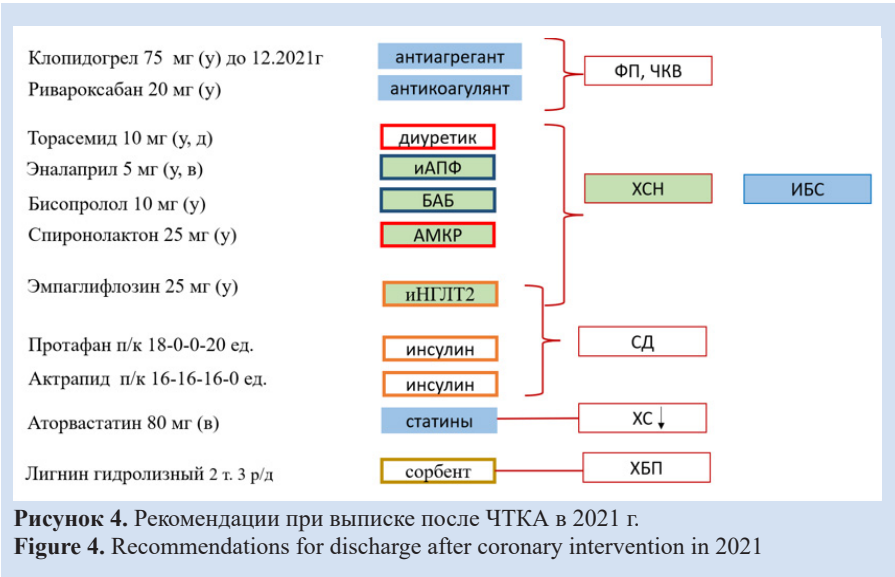 Клопидогрел 75 мг (у) до 12.2021г
антиагрегант
ФП, ЧКВ
Ривароксабан 20 мг (у)
антикоагулянт
Торасемид 10 мг (у, д)
диуретик
Эналаприл 5 мг (у, в)
иАПФ
ХСН
ИБС
Бисопролол 10 мг (у)
БАБ
Спиронолактон 25 мг (у)
АМКР
Эмпаглифлозин 25 мг (у)
иНГЛТ2
Протафан п/к 18-0-0-20 ед.
инсулин
СД
Актрапид п/к 16-16-16-0 ед.
инсулин
Аторвастатин 80 мг (в)
статины
ХС↓
Лигнин гидролизный 2 т. 3 р/д
сорбент
ХБП
Рисунок 4. Рекомендации при выписке после ЧТКА в 2021 г.
Figure 4. Recommendations for discharge after coronary intervention in 2021